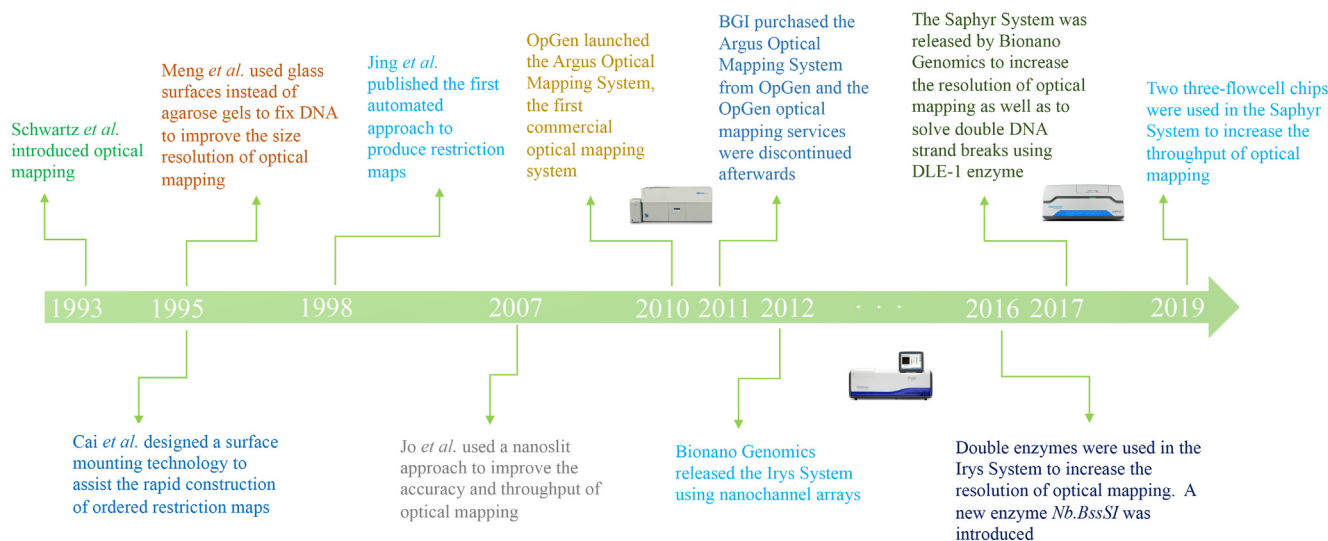 Schwartz et al.
introduced optical
mapping
Meng et al. used glass
surfaces instead of
agarose gels to fix DNA
to improve the size
resolution of optical
mapping
Jing et al.
published the first
automated
approach to
produce restriction
maps
OpGen launched
the Argus Optical
Mapping System,
the first
commercial
optical mapping
system
BGI purchased the
Argus Optical
Mapping System
from OpGen and the
OpGen optical
mapping services
were discontinued
afterwards
The Saphyr System was
released by Bionano
Genomics to increase
the resolution of optical
mapping as well as to
solve double DNA
strand breaks using
DLE-1 enzyme
Two three-flowcell chips
were used in the Saphyr
System to increase the
throughput of optical
mapping
1993 1995 1998 2007 2010 2011 2012 . . . 2016 2017 2019
Cai et al. designed a surface
mounting technology to
assist the rapid construction
of ordered restriction maps
Jo et al. used a nanoslit
approach to improve the
accuracy and throughput of
optical mapping
Bionano Genomics
released the Irys System
using nanochannel arrays
Double enzymes were used in the
Irys System to increase the
resolution of optical mapping. A
new enzyme Nb.BssSI was
introduced